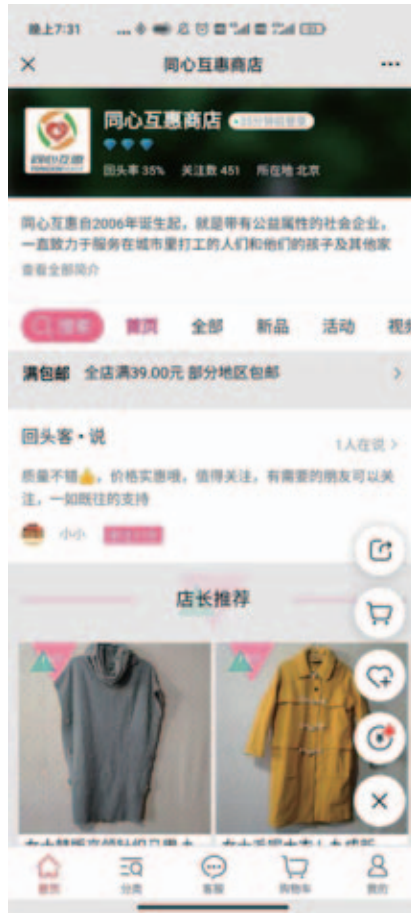 晚上7:31
同心互惠商店
同心互惠
同心互惠商店
回头率 35% 关注数 451 所在地 北京
同心互惠自2006年诞生起，就是带有公益属性的社会企业，
一直致力于服务在城市里打工的人们和他们的孩子及其他家
查看全部简介
搜索 首页 全部 新品 活动 视频
满包邮 全店满39.00元 部分地区包邮
回头客·说 1人在说
质量不错👍，价格实惠哦，值得关注，有需要的朋友可以关
注，一如既往的支持
小小
店长推荐
首页 分类 客服 购物车 我的